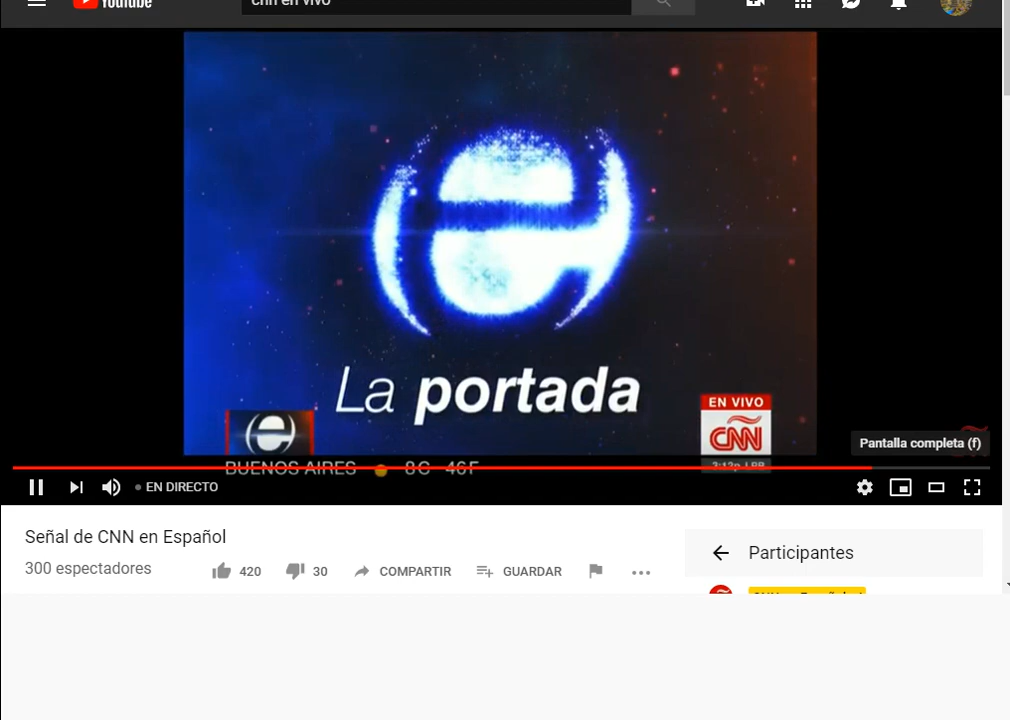 YouTube
cnn en vivo
La portada
EN VIVO
CNN
Pantalla completa (f)
BUENOS AIRES 8C 46F
EN DIRECTO
Señal de CNN en Español
300 espectadores
420
30
COMPARTIR
GUARDAR
Participantes